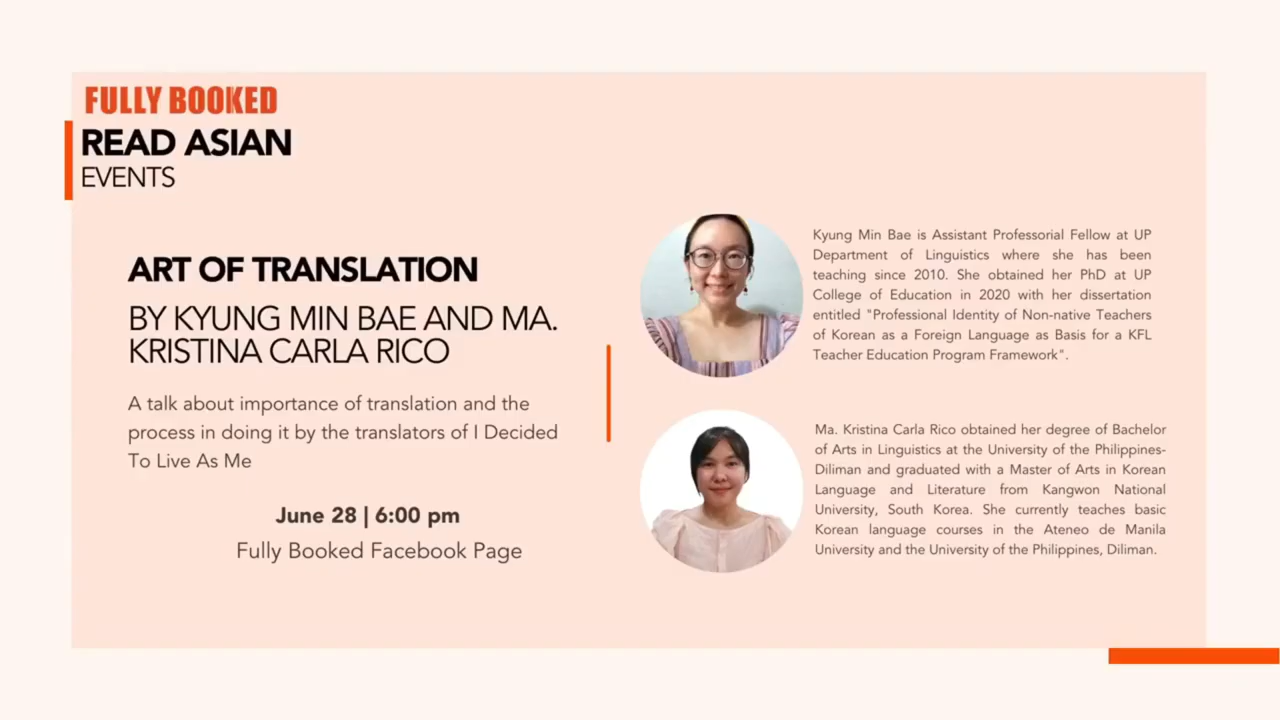 FULLY BOOKED
READ ASIAN
EVENTS
ART OF TRANSLATION
BY KYUNG MIN BAE AND MA.
KRISTINA CARLA RICO
A talk about importance of translation and the
process in doing it by the translators of I Decided
To Live As Me
June 28 | 6:00 pm
Fully Booked Facebook Page
Kyung Min Bae is Assistant Professorial Fellow at UP
Department of Linguistics where she has been
teaching since 2010. She obtained her PhD at UP
College of Education in 2020 with her dissertation
entitled "Professional Identity of Non-native Teachers
of Korean as a Foreign Language as Basis for a KFL
Teacher Education Program Framework".
Ma. Kristina Carla Rico obtained her degree of Bachelor
of Arts in Linguistics at the University of the Philippines-
Diliman and graduated with a Master of Arts in Korean
Language and Literature from Kangwon National
University, South Korea. She currently teaches basic
Korean language courses in the Ateneo de Manila
University and the University of the Philippines, Diliman.